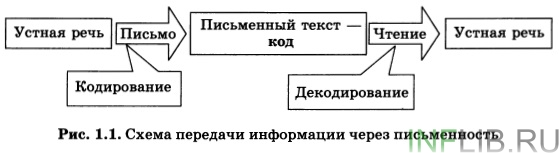 Устная речь
Письмо
Письменный текст —
код
Чтение
Устная речь
Кодирование
Декодирование
Рис. 1.1. Схема передачи информации через письменность
INFLIB.RU